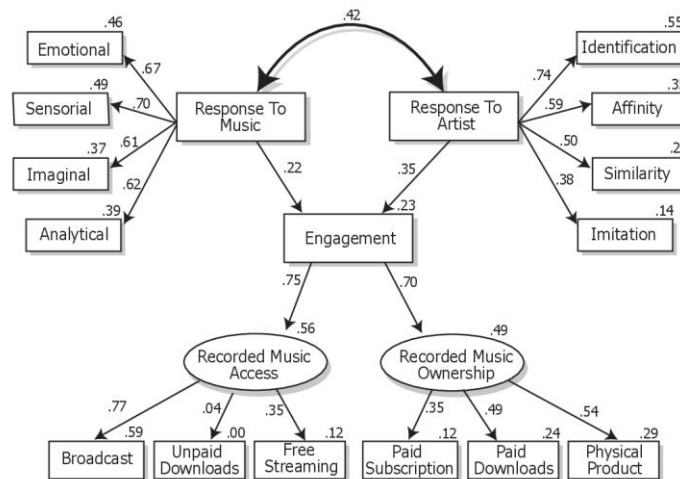 .42
.46
Emotional
.67
.49
Sensorial
.70
.37
Imaginal
.61
.62
.39
Analytical
Response To
Music
Response To
Artist
.55
Identification
.74
Affinity
.59
Similarity
.50
.38
.14
Imitation
.22
.35
.23
Engagement
.75
.70
.56
Recorded Music
Access
.49
Recorded Music
Ownership
.77
.04
.35
.35
.49
.54
.59
Broadcast
.00
Unpaid
Downloads
.12
Free
Streaming
.12
Paid
Subscription
.24
Paid
Downloads
.29
Physical
Product